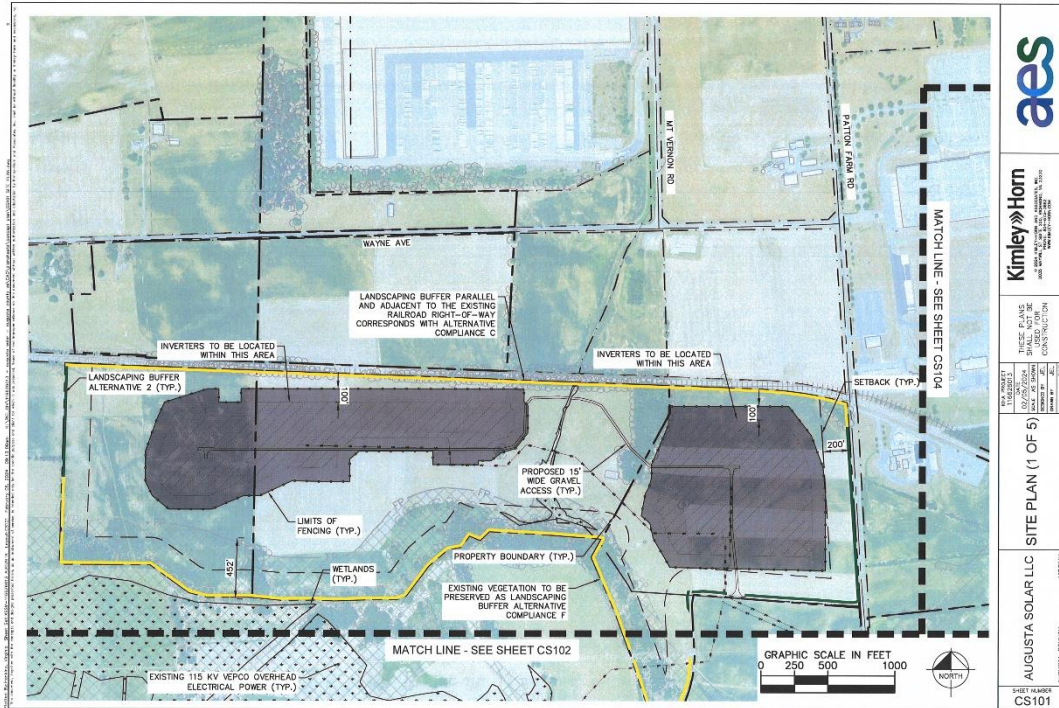 MT VERNON RD
PATTON FARM RD
WAYNE AVE
MATCH LINE - SEE SHEET CS104
LANDSCAPING BUFFER PARALLEL
AND ADJACENT TO THE EXISTING
RAILROAD RIGHT-OF-WAY
CORRESPONDS WITH ALTERNATIVE
COMPLIANCE C
INVERTERS TO BE LOCATED
WITHIN THIS AREA
INVERTERS TO BE LOCATED
WITHIN THIS AREA
LANDSCAPING BUFFER
ALTERNATIVE 2 (TYP.)
SETBACK (TYP.)
100'
100'
200'
PROPOSED 15'
WIDE GRAVEL
ACCESS (TYP.)
LIMITS OF
FENCING (TYP.)
PROPERTY BOUNDARY (TYP.)
452'
WETLANDS
(TYP.)
EXISTING VEGETATION TO BE
PRESERVED AS LANDSCAPING
BUFFER ALTERNATIVE
COMPLIANCE F
MATCH LINE - SEE SHEET CS102
EXISTING 115 KV VEPCO OVERHEAD
ELECTRICAL POWER (TYP.)
GRAPHIC SCALE IN FEET
0 250 500 1000
NORTH
aes
Kimley»Horn
THESE PLANS
SHALL NOT BE
USED FOR
CONSTRUCTION
SITE PLAN (1 OF 5)
AUGUSTA SOLAR LLC
SHEET NUMBER
CS101